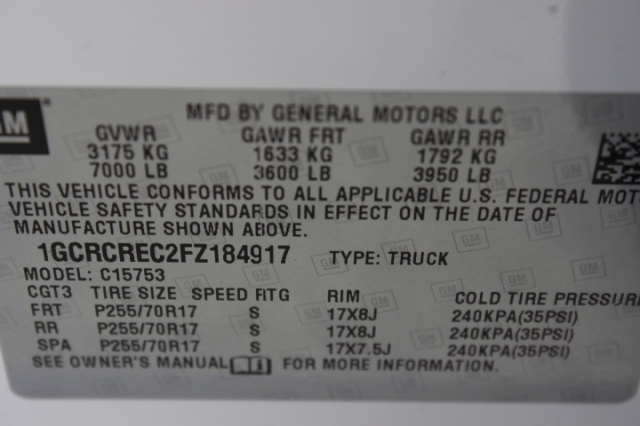 GM
MFD BY GENERAL MOTORS LLC
GVWR GAWR FRT GAWR RR
3175 KG 1633 KG 1792 KG
7000 LB 3600 LB 3950 LB
THIS VEHICLE CONFORMS TO ALL APPLICABLE U.S. FEDERAL MOT
VEHICLE SAFETY STANDARDS IN EFFECT ON THE DATE OF
MANUFACTURE SHOWN ABOVE.
1GCRCREC2FZ184917 TYPE: TRUCK
MODEL: C15753
CGT3 TIRE SIZE SPEED FITG RIM COLD TIRE PRESSURE
FRT P255/70R17 S 17X8J 240KPA(35PSI)
RR P255/70R17 S 17X8J 240KPA(35PSI)
SPA P255/70R17 S 17X7.5J 240KPA(35PSI)
SEE OWNER'S MANUAL FOR MORE INFORMATION.